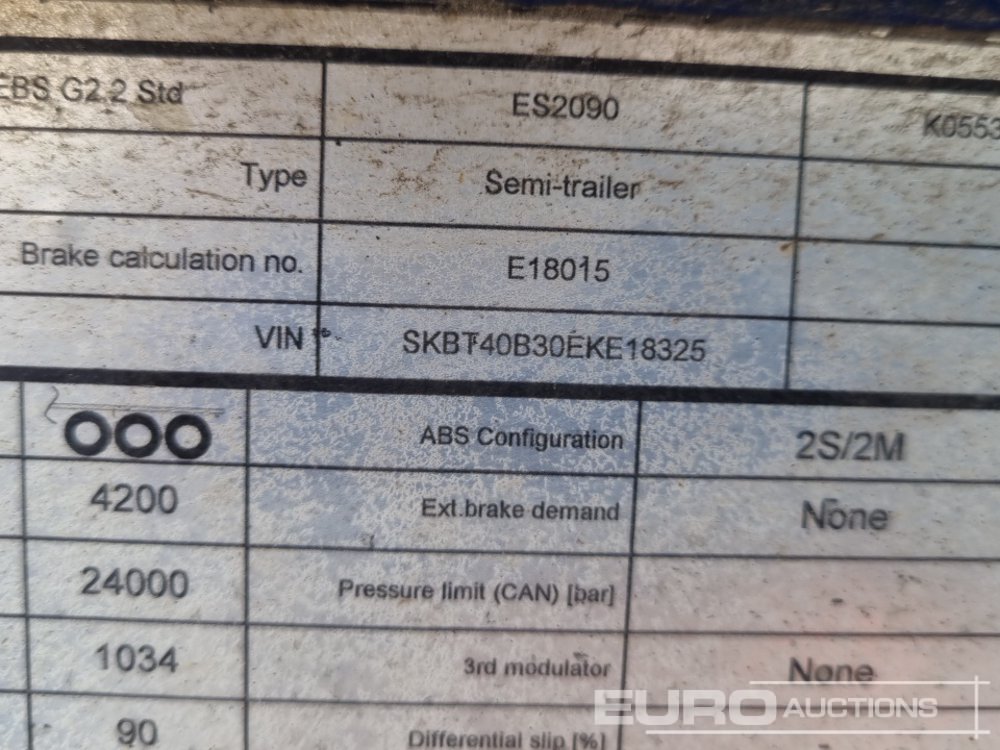 EBS G2.2 Std ES2090 K0553
Type Semi-trailer
Brake calculation no. E18015
VIN SKBT40B30EKE18325
ABS Configuration 2S/2M
4200 Ext.brake demand None
24000 Pressure limit (CAN) [bar] -
1034 3rd modulator None
90 Differential slip [%]
EURO AUCTIONS